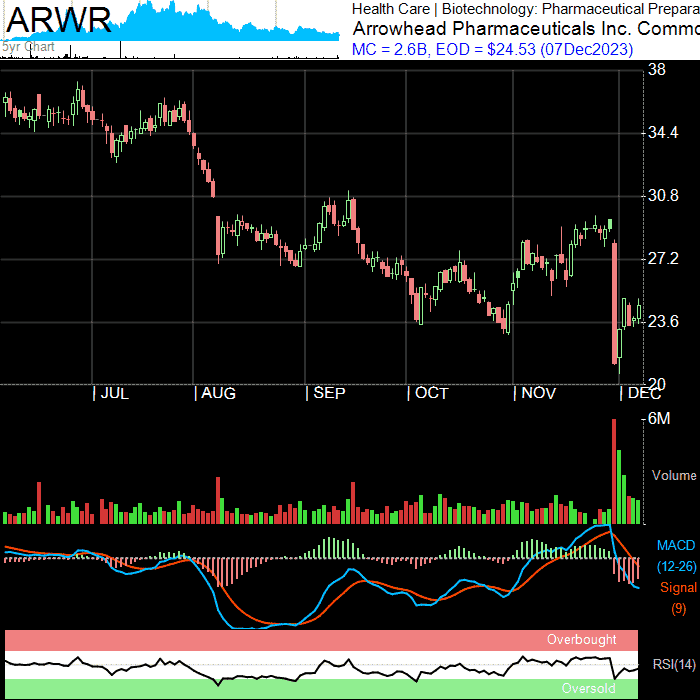 ARWR
5yr Chart
Health Care | Biotechnology: Pharmaceutical Prepara
Arrowhead Pharmaceuticals Inc. Commo
MC = 2.6B, EOD = $24.53 (07Dec2023)
38
34.4
30.8
27.2
23.6
20
JUL AUG SEP OCT NOV DEC
6M
Volume
MACD
(12-26)
Signal
(9)
Overbought
RSI(14)
Oversold